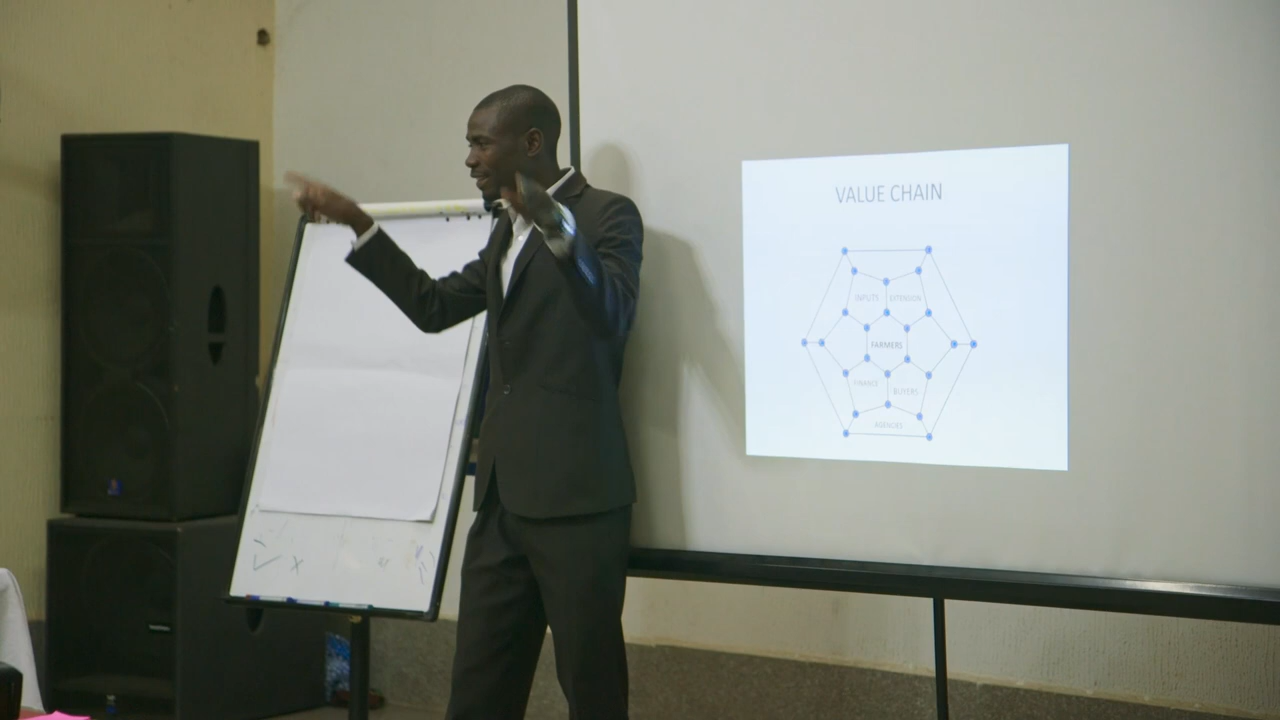 VALUE CHAIN
INPUTS EXTENSION
FARMERS
FINANCE BUYERS
AGENCIES